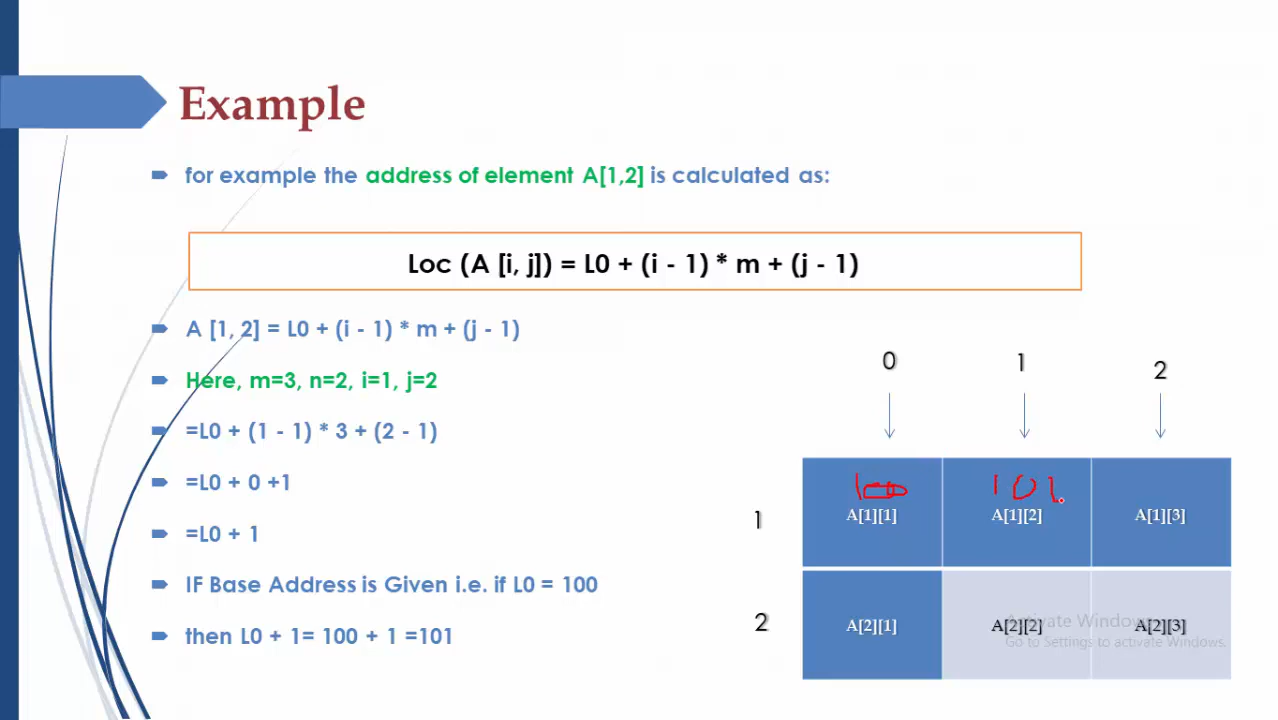 Example
for example the address of element A[1,2] is calculated as:
Loc (A [i, j]) = L0 + (i - 1) * m + (j - 1)
A [1, 2] = L0 + (i - 1) * m + (j - 1)
Here, m=3, n=2, i=1, j=2
=L0 + (1 - 1) * 3 + (2 - 1)
=L0 + 0 +1
=L0 + 1
IF Base Address is Given i.e. if L0 = 100
then L0 + 1= 100 + 1 =101
0 1 2
100 101
1 A[1][1] A[1][2] A[1][3]
2 A[2][1] A[2][2] A[2][3]
Activate Windows
Go to Settings to activate Windows.